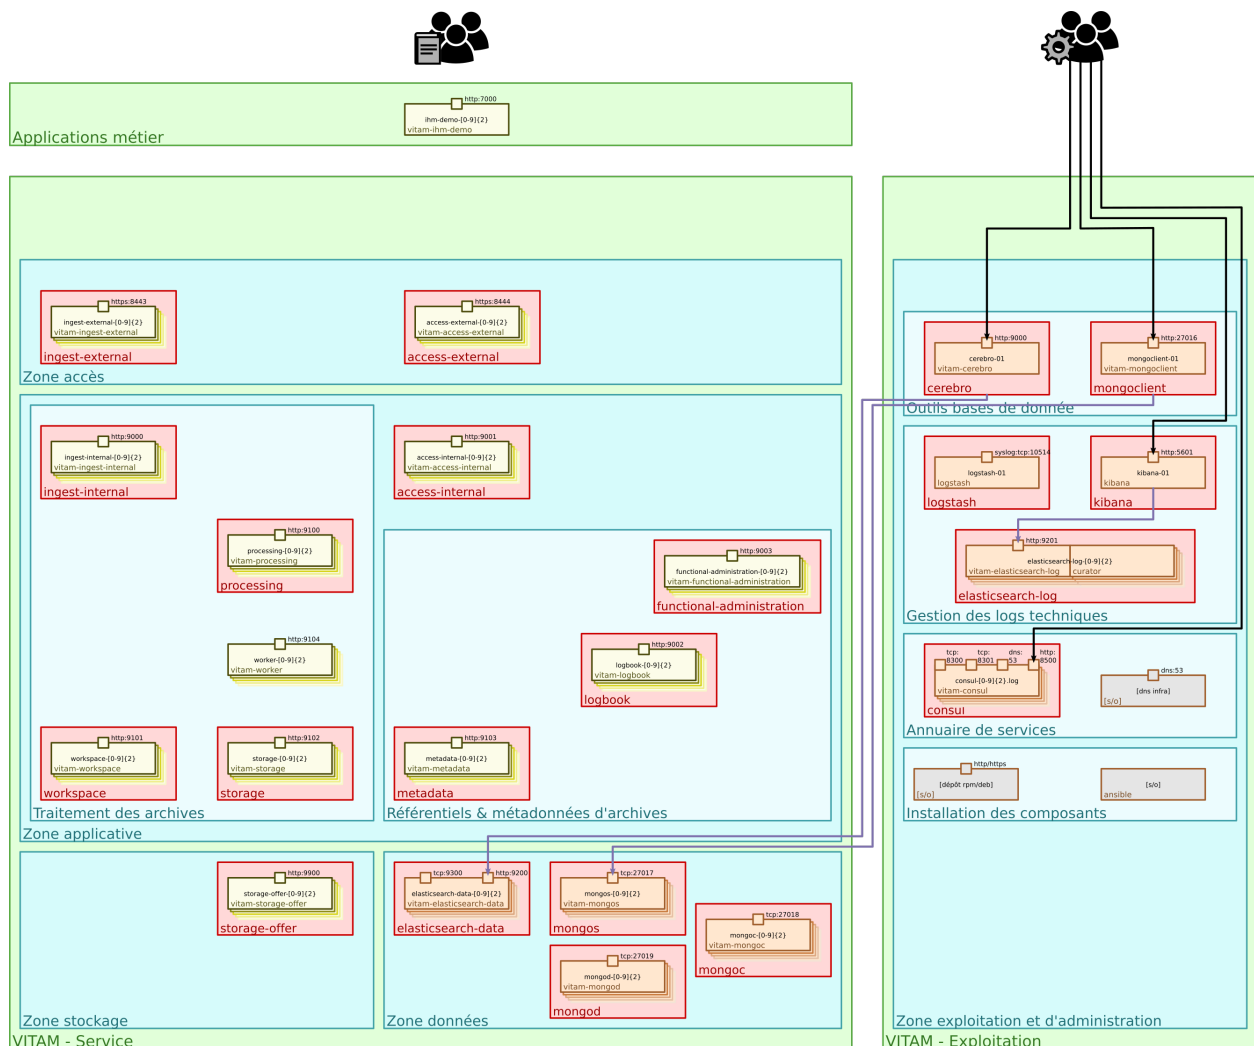 http:7000
ihm-demo-[0-9]{2}
vitam-ihm-demo
Applications métier
https:8443
ingest-external-[0-9]{2}
vitam-ingest-external
ingest-external
https:8444
access-external-[0-9]{2}
vitam-access-external
access-external
Zone accès
http:9000
ingest-internal-[0-9]{2}
vitam-ingest-internal
ingest-internal
http:9001
access-internal-[0-9]{2}
vitam-access-internal
access-internal
http:9100
processing-[0-9]{2}
vitam-processing
processing
http:9003
functional-administration-[0-9]{2}
vitam-functional-administration
functional-administration
http:9104
worker-[0-9]{2}
vitam-worker
http:9002
logbook-[0-9]{2}
vitam-logbook
logbook
http:9101
workspace-[0-9]{2}
vitam-workspace
workspace
http:9102
storage-[0-9]{2}
vitam-storage
storage
http:9103
metadata-[0-9]{2}
vitam-metadata
metadata
Traitement des archives
Référentiels & métadonnées d'archives
Zone applicative
http:9900
storage-offer-[0-9]{2}
vitam-storage-offer
storage-offer
Zone stockage
tcp:9300
http:9200
elasticsearch-data-[0-9]{2}
vitam-elasticsearch-data
elasticsearch-data
tcp:27017
mongos-[0-9]{2}
vitam-mongos
mongos
tcp:27018
mongoc-[0-9]{2}
vitam-mongoc
mongoc
tcp:27019
mongod-[0-9]{2}
vitam-mongod
mongod
Zone données
VITAM - Service
http:9000
cerebro-01
vitam-cerebro
cerebro
http:27016
mongoclient-01
vitam-mongoclient
mongoclient
Outils bases de donnée
syslog:tcp:10514
logstash-01
logstash
logstash
http:5601
kibana-01
kibana
kibana
http:9201
elasticsearch-log-[0-9]{2}
vitam-elasticsearch-log
curator
elasticsearch-log
Gestion des logs techniques
tcp:
8300
tcp:
8301
dns:
53
http:
8500
consul-[0-9]{2}.log
vitam-consul
consul
dns:53
[dns infra]
[s/o]
Annuaire de services
http/https
[dépôt rpm/deb]
[s/o]
[s/o]
ansible
Installation des composants
Zone exploitation et d'administration
VITAM - Exploitation